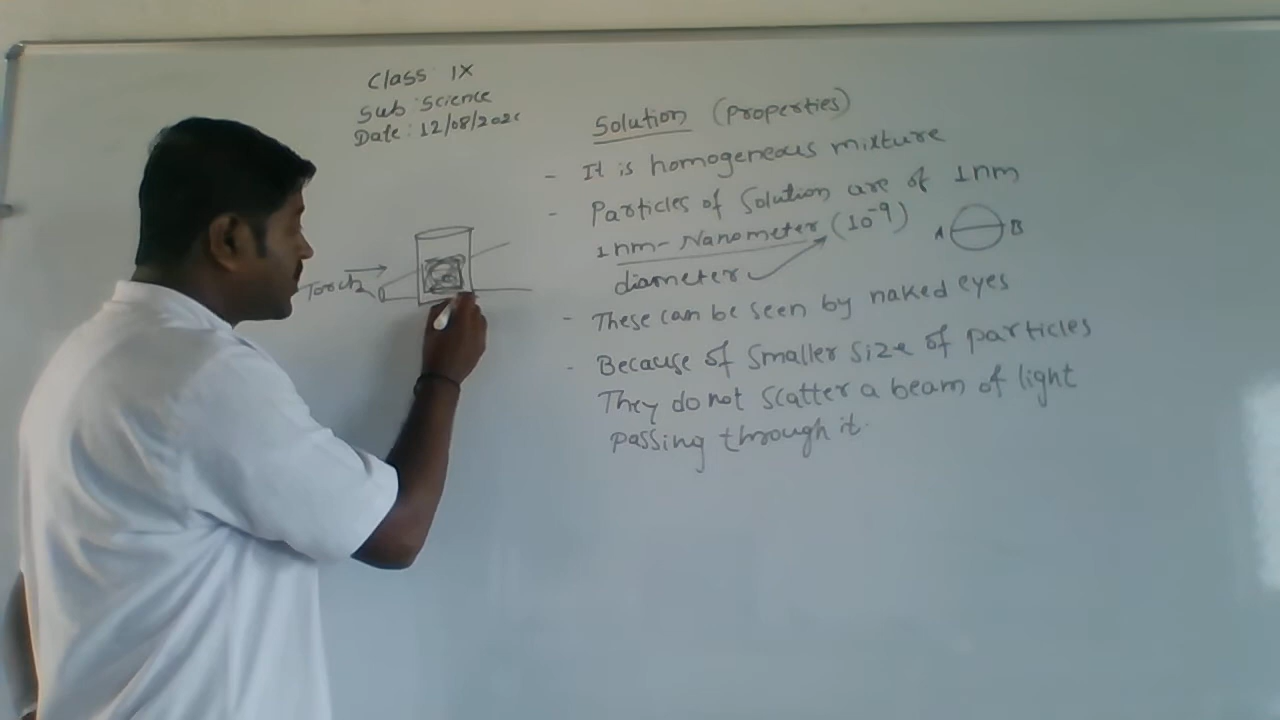 Class IX
Sub: Science
Date: 12/08/202
Solution (Properties)
- It is homogeneous mixture
- Particles of Solution are of 1nm
1nm- Nanometer (10-9)
A B
diameter
- These can be seen by naked eyes
- Because of smaller size of particles
They do not scatter a beam of light
passing through it.
Torch